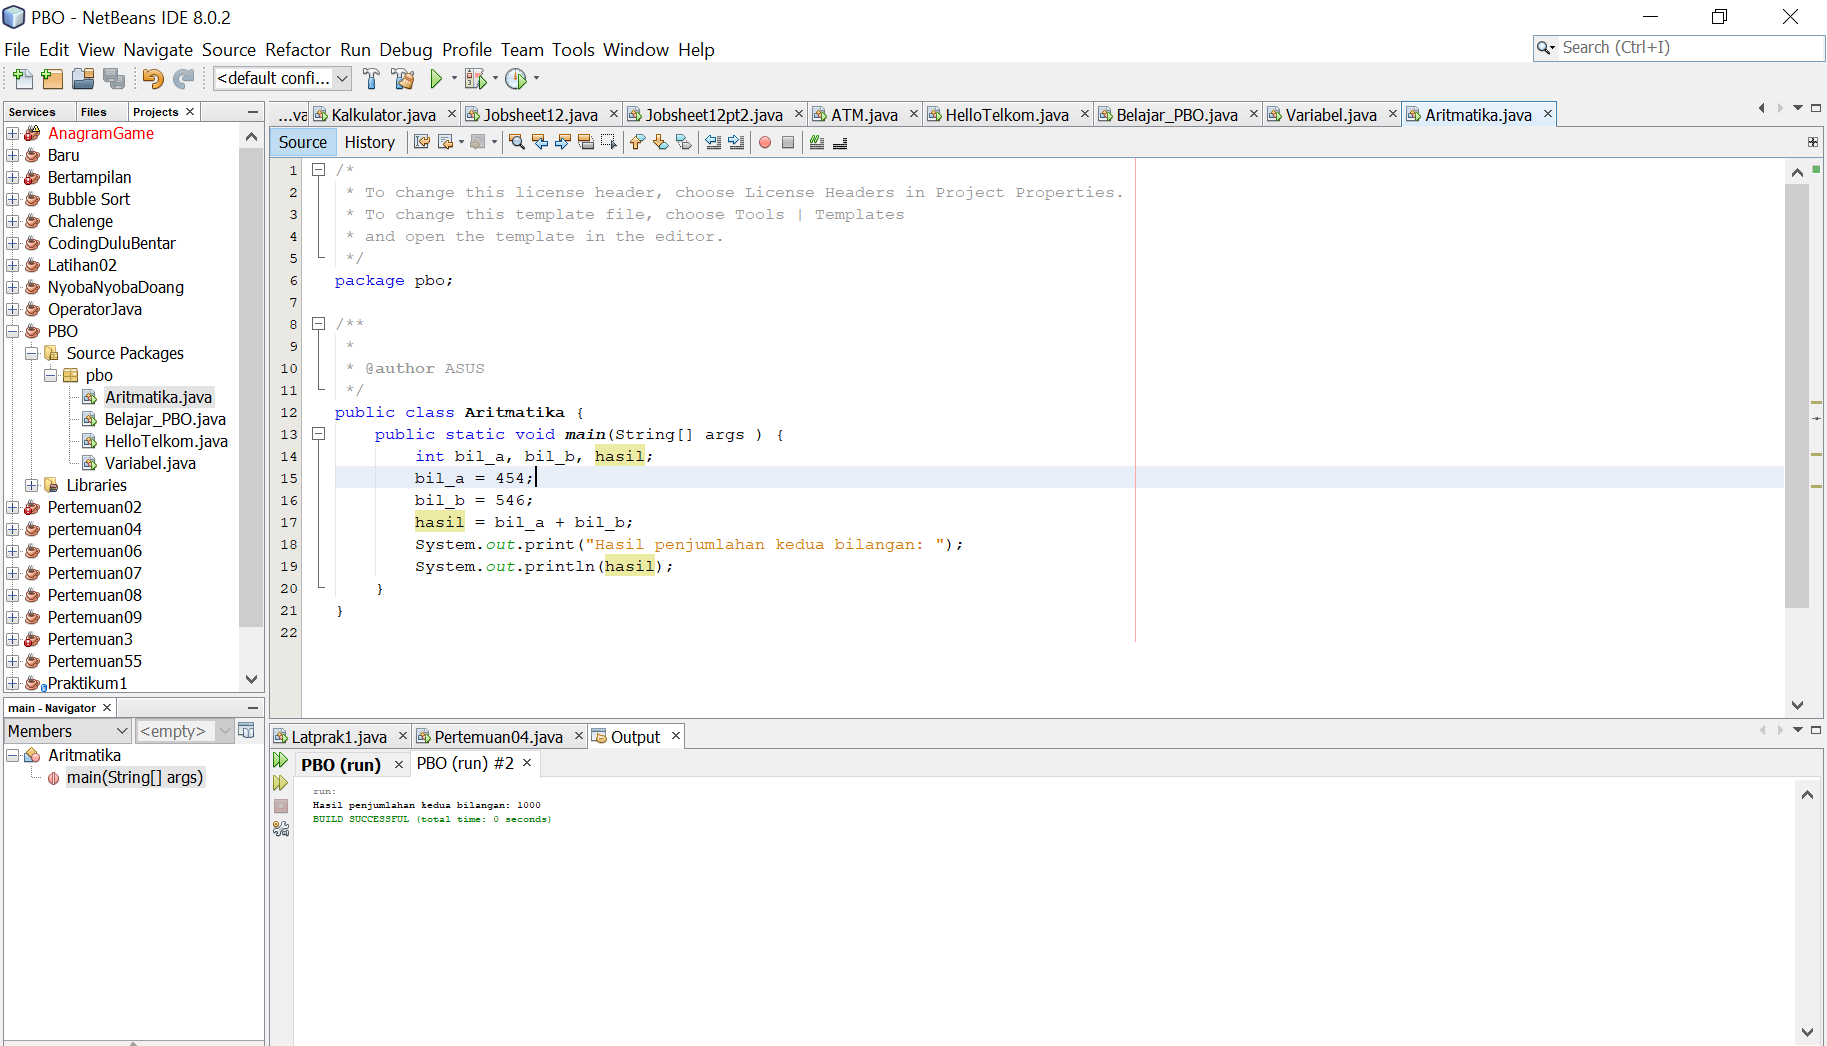 PBO - NetBeans IDE 8.0.2
File Edit View Navigate Source Refactor Run Debug Profile Team Tools Window Help
Search (Ctrl+I)
<default confi...
Services Files Projects
AnagramGame
Baru
Bertampilan
Bubble Sort
Chalenge
CodingDuluBentar
Latihan02
NyobaNyobaDoang
OperatorJava
PBO
Source Packages
pbo
Aritmatika.java
Belajar_PBO.java
HelloTelkom.java
Variabel.java
Libraries
Pertemuan02
pertemuan04
Pertemuan06
Pertemuan07
Pertemuan08
Pertemuan09
Pertemuan3
Pertemuan55
Praktikum1
main - Navigator
Members <empty>
Aritmatika
main(String[] args)
...va Kalkulator.java Jobsheet12.java Jobsheet12pt2.java ATM.java HelloTelkom.java Belajar_PBO.java Variabel.java Aritmatika.java
Source History
1 /*
2 * To change this license header, choose License Headers in Project Properties.
3 * To change this template file, choose Tools | Templates
4 * and open the template in the editor.
5 */
6 package pbo;
7
8 /**
9 *
10 * @author ASUS
11 */
12 public class Aritmatika {
13 public static void main(String[] args ) {
14 int bil_a, bil_b, hasil;
15 bil_a = 454;
16 bil_b = 546;
17 hasil = bil_a + bil_b;
18 System.out.print("Hasil penjumlahan kedua bilangan: ");
19 System.out.println(hasil);
20 }
21 }
22
Latprak1.java Pertemuan04.java Output
PBO (run) PBO (run) #2
run:
Hasil penjumlahan kedua bilangan: 1000
BUILD SUCCESSFUL (total time: 0 seconds)